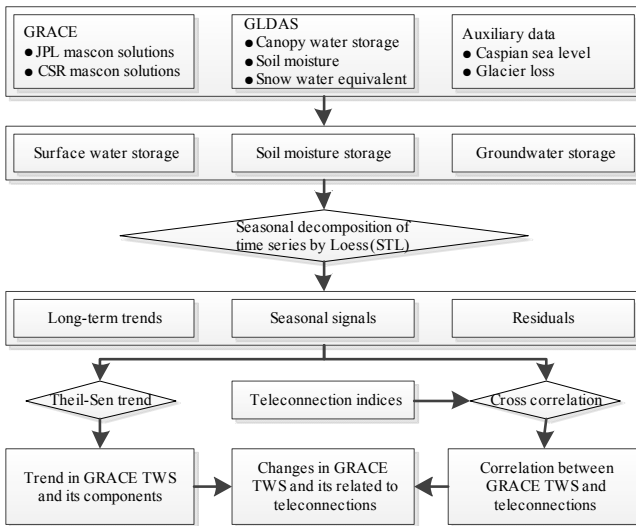 GRACE
● JPL mascon solutions
● CSR mascon solutions
GLDAS
● Canopy water storage
● Soil moisture
● Snow water equivalent
Auxiliary data
● Caspian sea level
● Glacier loss
Surface water storage
Soil moisture storage
Groundwater storage
Seasonal decomposition of
time series by Loess(STL)
Long-term trends
Seasonal signals
Residuals
Theil-Sen trend
Teleconnection indices
Cross correlation
Trend in GRACE TWS
and its components
Changes in GRACE
TWS and its related to
teleconnections
Correlation between
GRACE TWS and
teleconnections